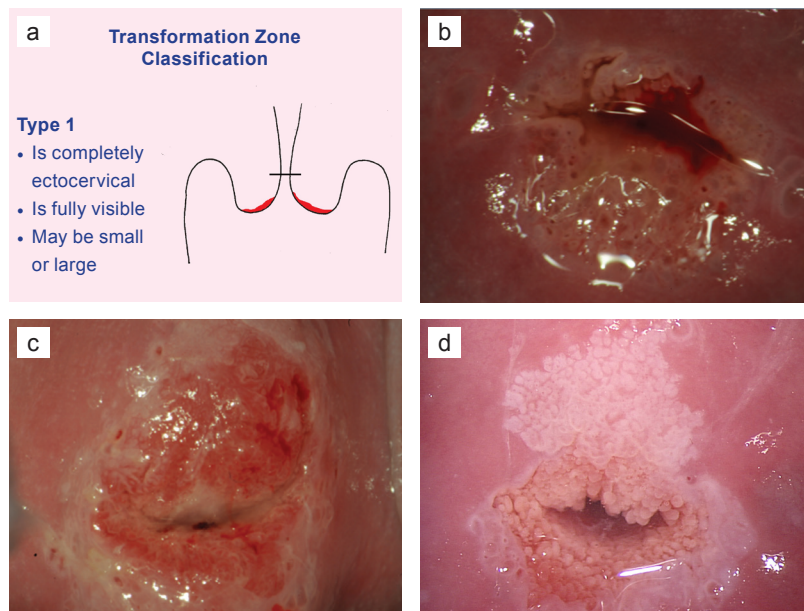 a
Transformation Zone
Classification
Type 1
• Is completely
ectocervical
• Is fully visible
• May be small
or large
b
c
d